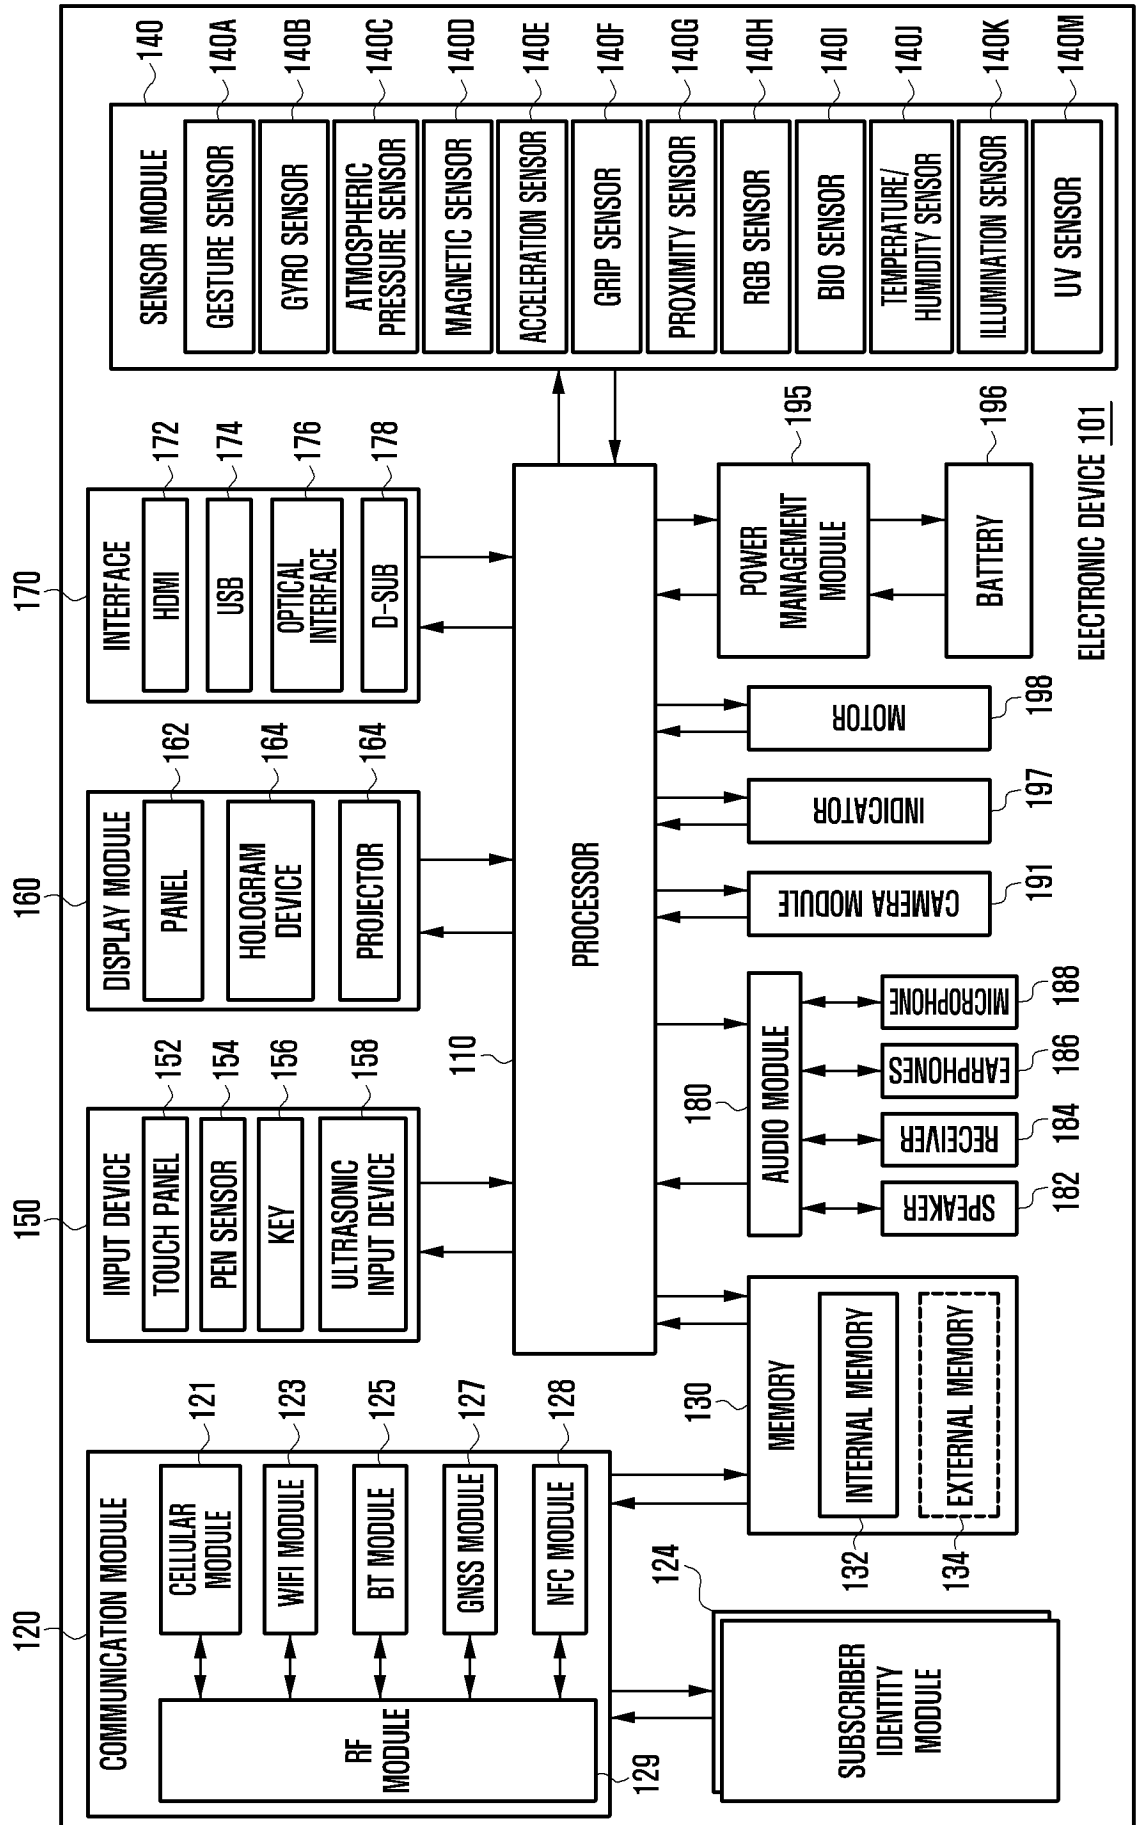 120
COMMUNICATION MODULE
RF
MODULE
129
CELLULAR
MODULE
121
WIFI MODULE
123
BT MODULE
125
GNSS MODULE
127
NFC MODULE
128
SUBSCRIBER
IDENTITY
MODULE
124
150
INPUT DEVICE
TOUCH PANEL
152
PEN SENSOR
154
KEY
156
ULTRASONIC
INPUT DEVICE
158
160
DISPLAY MODULE
PANEL
162
HOLOGRAM
DEVICE
164
PROJECTOR
164
170
INTERFACE
HDMI
172
USB
174
OPTICAL
INTERFACE
176
D-SUB
178
110
PROCESSOR
130
MEMORY
INTERNAL MEMORY
132
EXTERNAL MEMORY
134
180
AUDIO MODULE
SPEAKER
182
RECEIVER
184
EARPHONES
186
MICROPHONE
188
CAMERA MODULE
191
INDICATOR
197
MOTOR
198
POWER
MANAGEMENT
MODULE
195
BATTERY
196
SENSOR MODULE
140
GESTURE SENSOR
140A
GYRO SENSOR
140B
ATMOSPHERIC
PRESSURE SENSOR
140C
MAGNETIC SENSOR
140D
ACCELERATION SENSOR
140E
GRIP SENSOR
140F
PROXIMITY SENSOR
140G
RGB SENSOR
140H
BIO SENSOR
140I
TEMPERATURE/
HUMIDITY SENSOR
140J
ILLUMINATION SENSOR
140K
UV SENSOR
140M
ELECTRONIC DEVICE 101